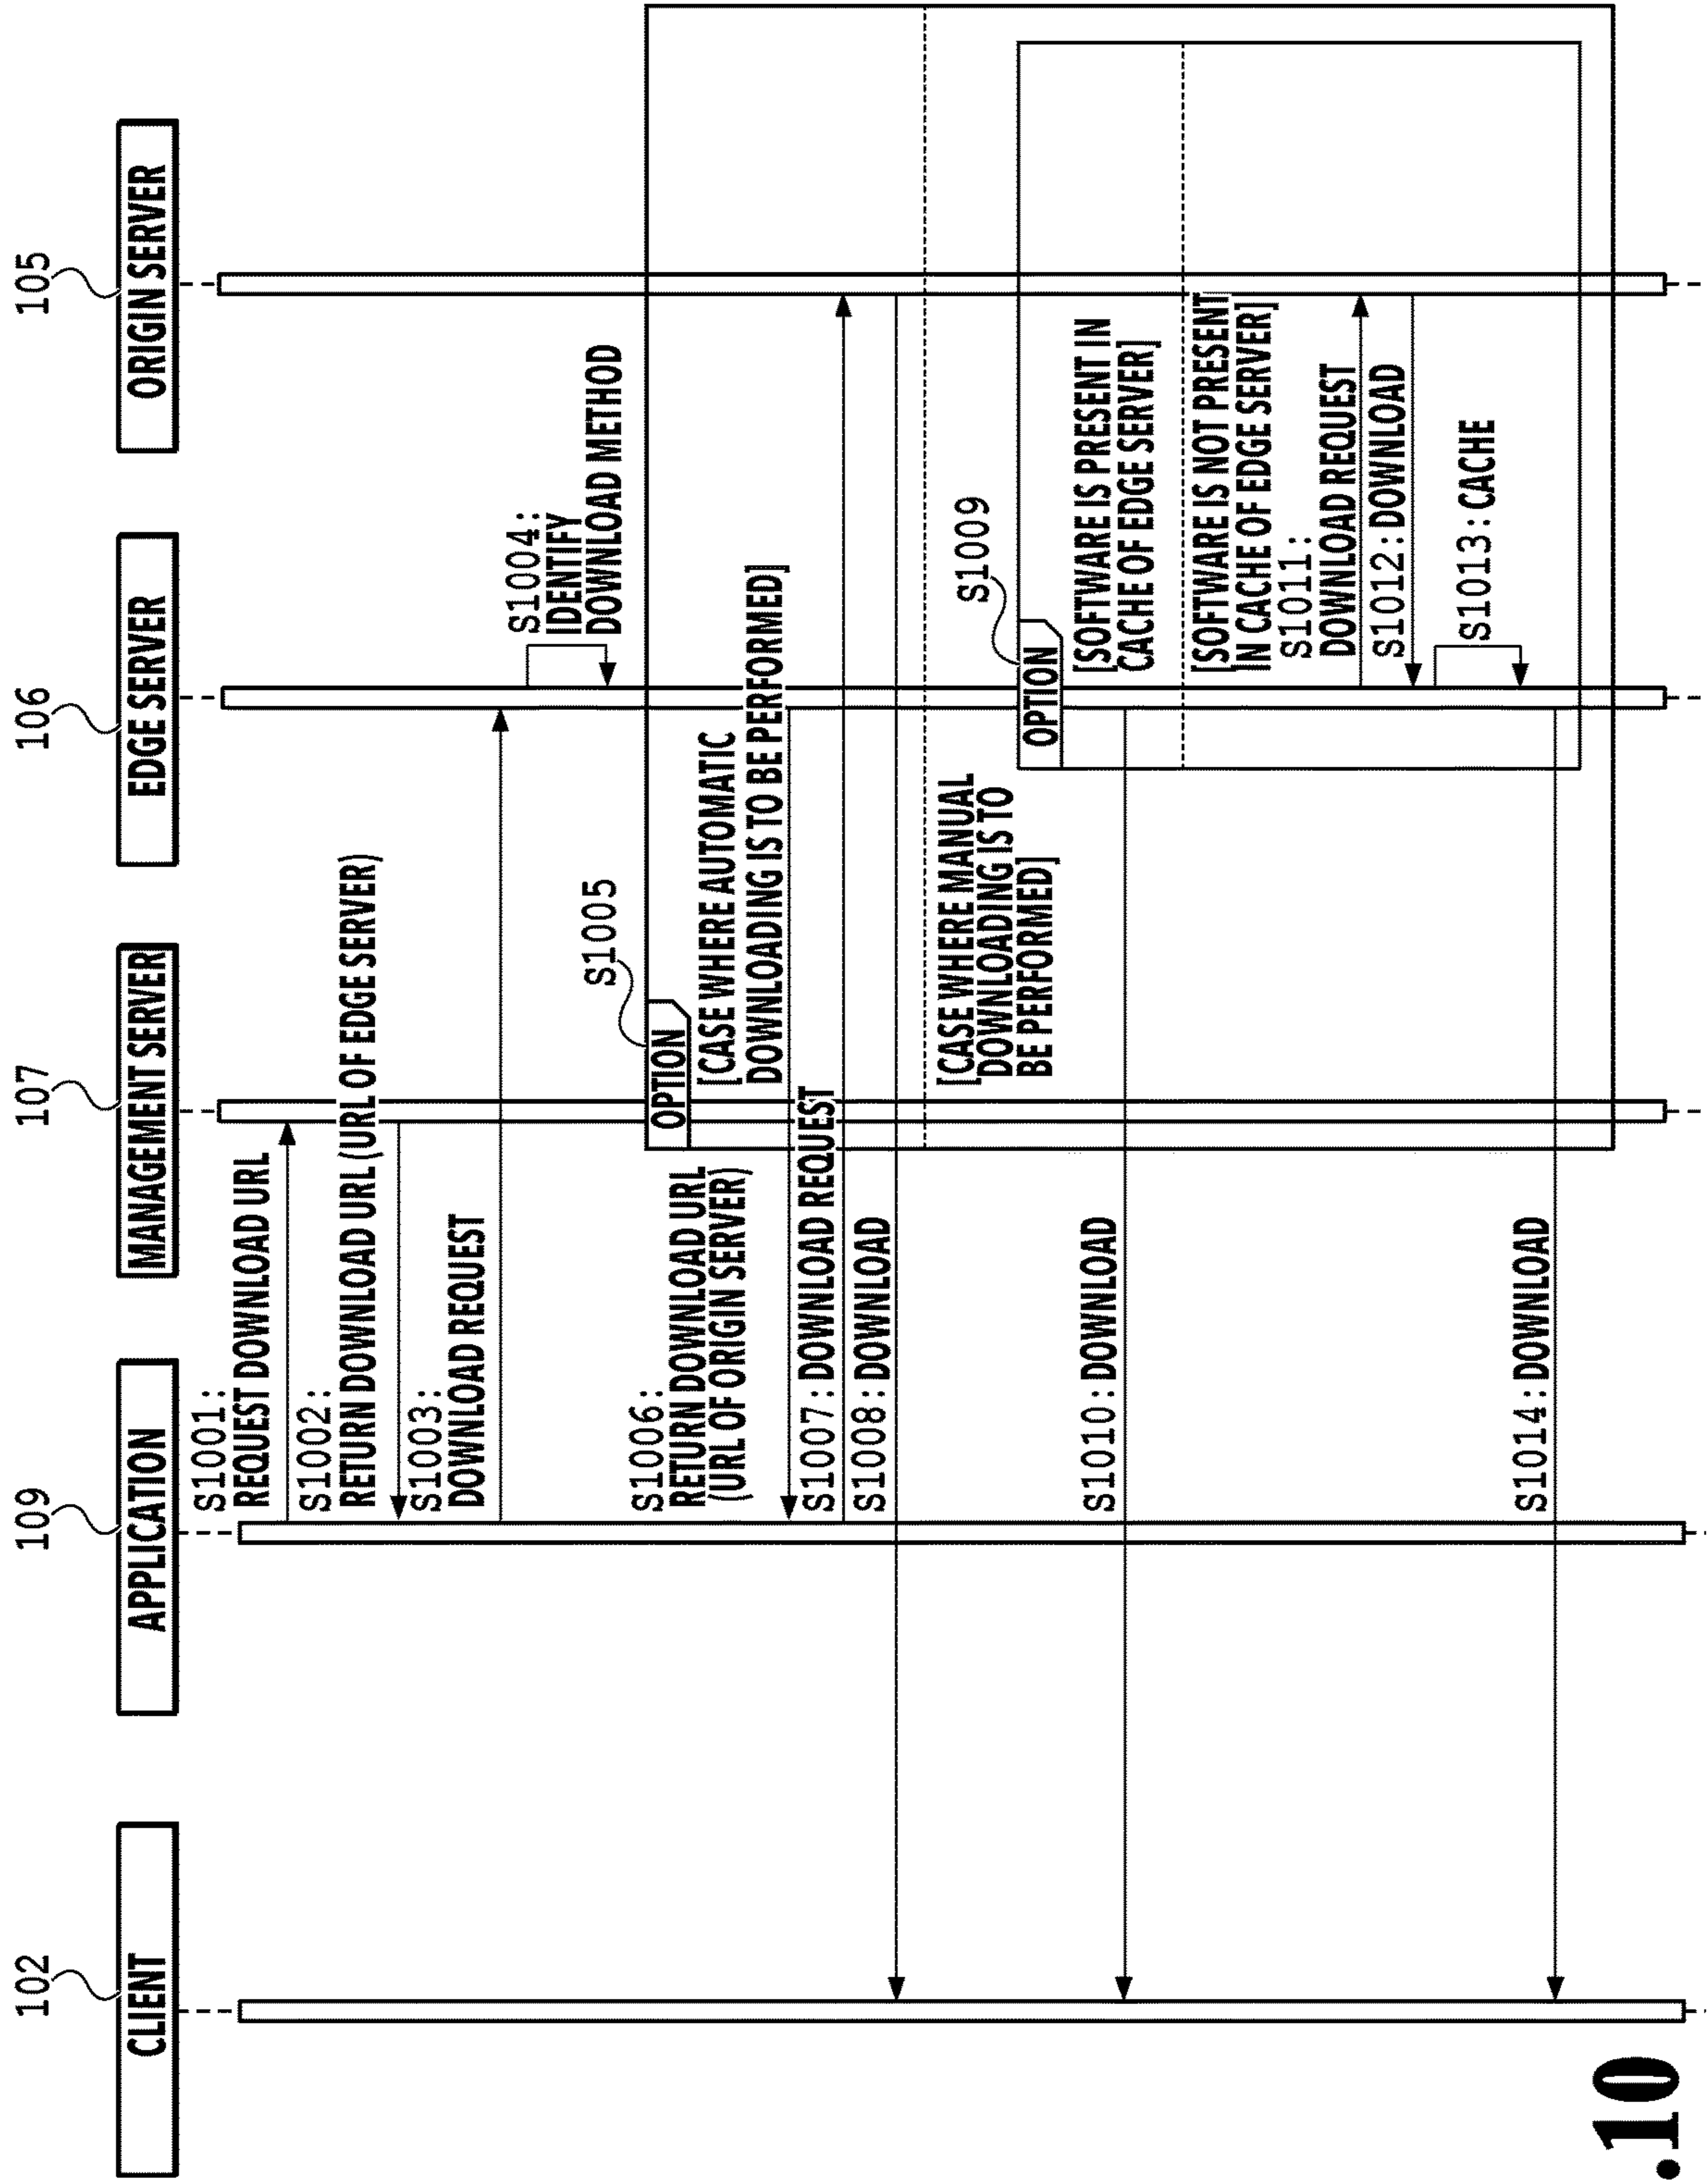 102
109
107
106
105
CLIENT
APPLICATION
MANAGEMENT SERVER
EDGE SERVER
ORIGIN SERVER
S1001:
REQUEST DOWNLOAD URL
S1002:
RETURN DOWNLOAD URL (URL OF EDGE SERVER)
S1003:
DOWNLOAD REQUEST
S1004:
IDENTIFY
DOWNLOAD METHOD
S1005
OPTION
[CASE WHERE AUTOMATIC
DOWNLOADING IS TO BE PERFORMED]
S1006:
RETURN DOWNLOAD URL
(URL OF ORIGIN SERVER)
S1007: DOWNLOAD REQUEST
S1008: DOWNLOAD
[CASE WHERE MANUAL
DOWNLOADING IS TO
BE PERFORMED]
S1009
OPTION
[SOFTWARE IS PRESENT IN
CACHE OF EDGE SERVER]
S1010: DOWNLOAD
[SOFTWARE IS NOT PRESENT
IN CACHE OF EDGE SERVER]
S1011:
DOWNLOAD REQUEST
S1012: DOWNLOAD
S1013: CACHE
S1014: DOWNLOAD
.10